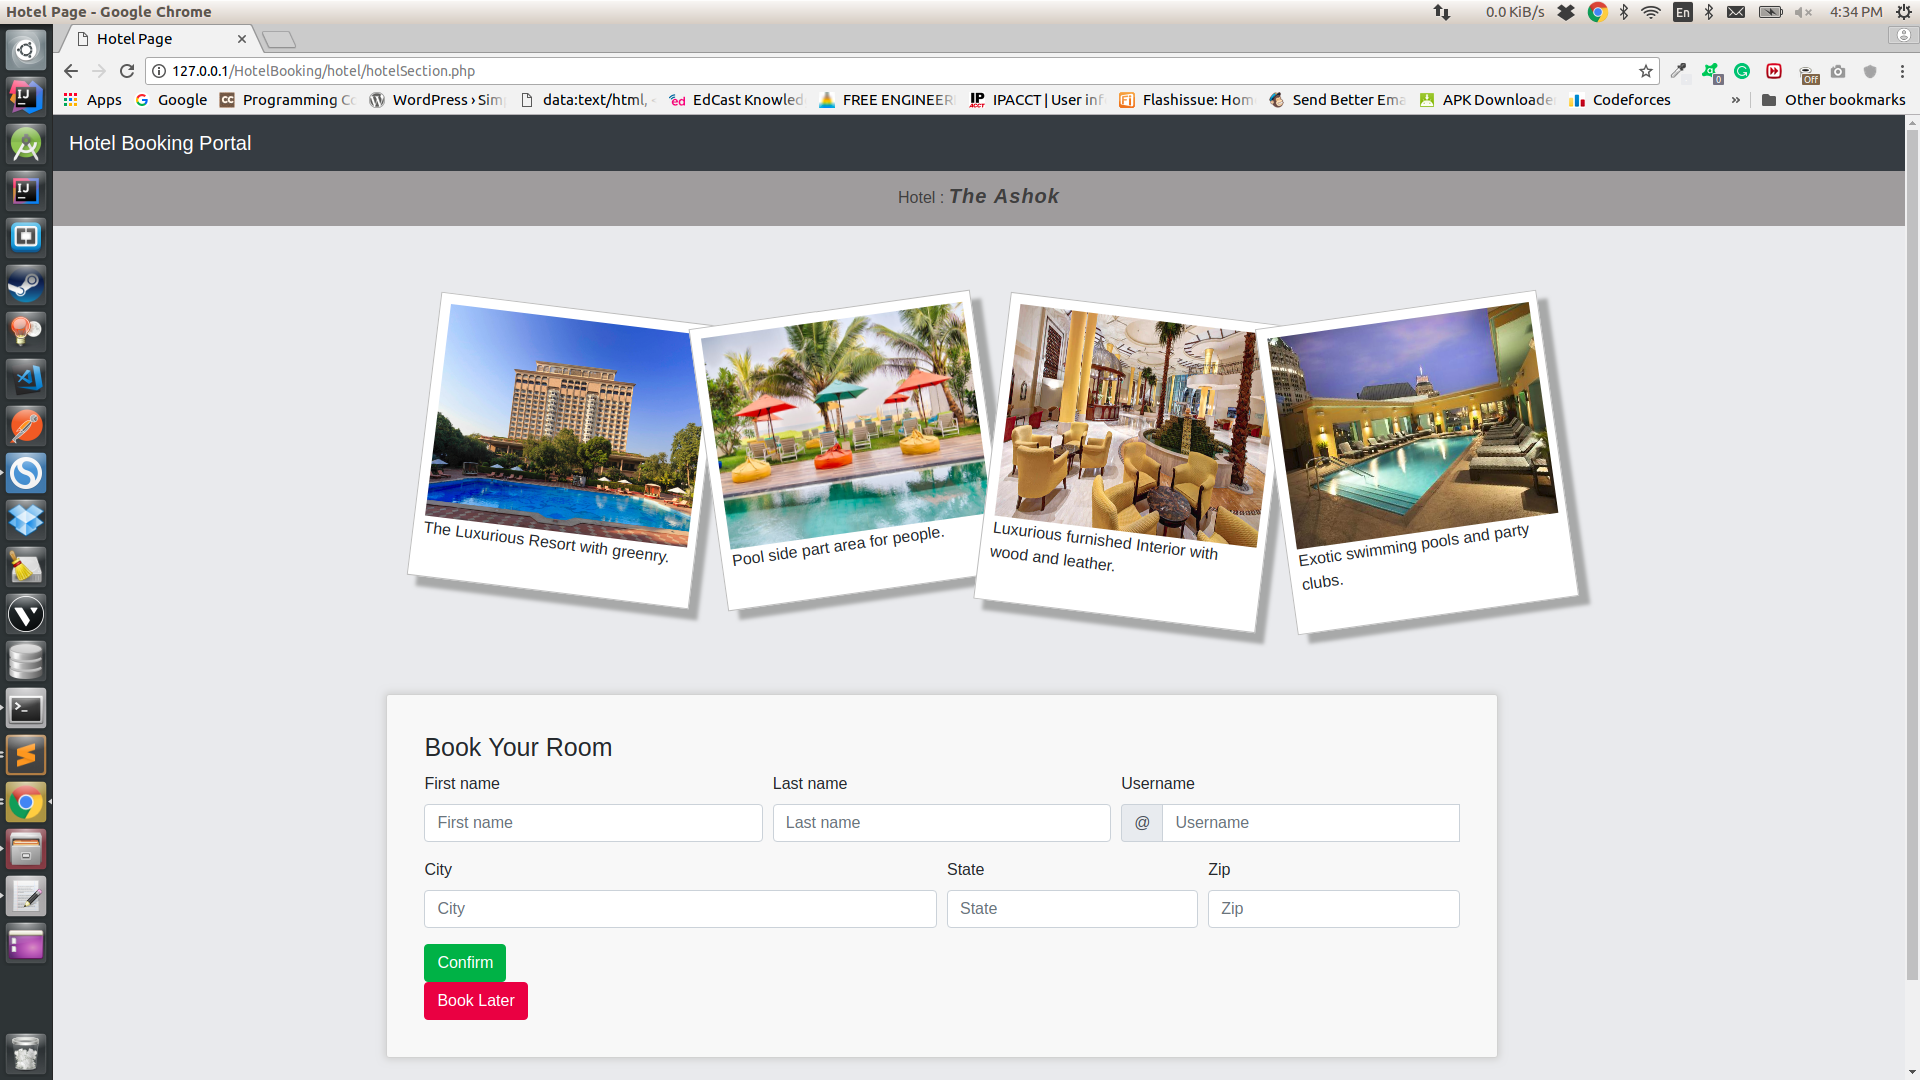 Hotel Page - Google Chrome
0.0 KiB/s
En
4:34 PM
Hotel Page
127.0.0.1/HotelBooking/hotel/hotelSection.php
0
Off
Apps
Google
CC
Programming Co
WordPress › Sim
data:text/html,
ed
EdCast Knowled
FREE ENGINEER
IP
IPACCT | User inf
Flashissue: Hom
Send Better Ema
APK Downloade
Codeforces
»
Other bookmarks
Hotel Booking Portal
Hotel : The Ashok
The Luxurious Resort with greenry.
Pool side part area for people.
Luxurious furnished Interior with
wood and leather.
Exotic swimming pools and party
clubs.
Book Your Room
First name
Last name
Username
First name
Last name
@
Username
City
State
Zip
City
State
Zip
Confirm
Book Later